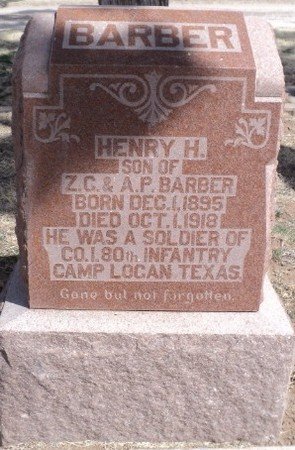 BARBER
HENRY H.
SON OF
Z.C. & A.P. BARBER
BORN DEC. 1, 1895
DIED OCT. 1, 1918
HE WAS A SOLDIER OF
CO. I. 80th INFANTRY
CAMP LOGAN TEXAS
Gone but not forgotten.